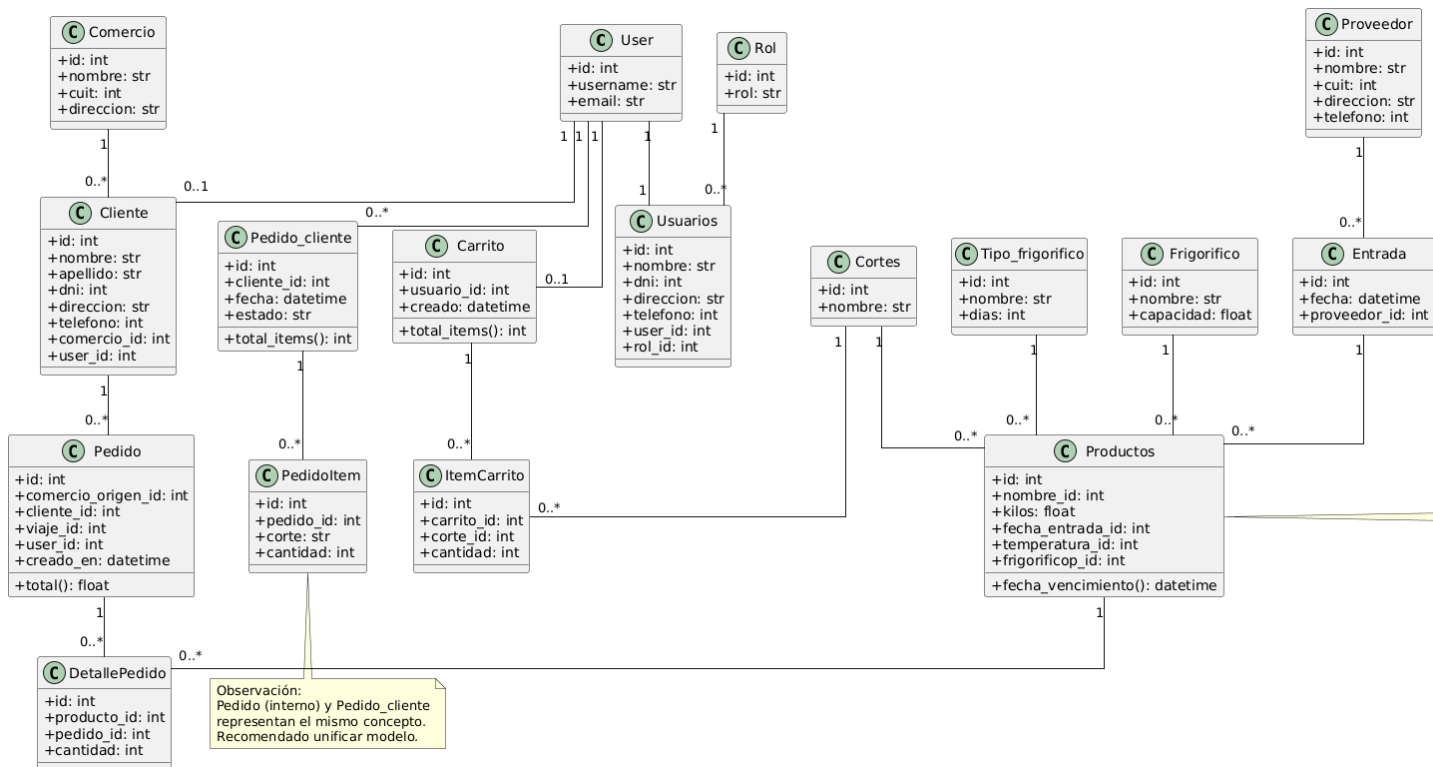 C Comercio
+id: int
+nombre: str
+cuit: int
+direccion: str
C User
+id: int
+username: str
+email: str
C Rol
+id: int
+rol: str
C Proveedor
+id: int
+nombre: str
+cuit: int
+direccion: str
+telefono: int
1
0..*
1
1
1
1
1
1
0..*
1
0..*
0..1
0..*
0..1
C Cliente
+id: int
+nombre: str
+apellido: str
+dni: int
+direccion: str
+telefono: int
+comercio_id: int
+user_id: int
C Pedido_cliente
+id: int
+cliente_id: int
+fecha: datetime
+estado: str
+total_items(): int
C Carrito
+id: int
+usuario_id: int
+creado: datetime
+total_items(): int
C Usuarios
+id: int
+nombre: str
+dni: int
+direccion: str
+telefono: int
+user_id: int
+rol_id: int
C Cortes
+id: int
+nombre: str
C Tipo_frigorifico
+id: int
+nombre: str
+dias: int
C Frigorifico
+id: int
+nombre: str
+capacidad: float
C Entrada
+id: int
+fecha: datetime
+proveedor_id: int
1
0..*
1
0..*
1
0..*
1
0..*
1
0..*
1
0..*
1
0..*
1
0..*
C Pedido
+id: int
+comercio_origen_id: int
+cliente_id: int
+viaje_id: int
+user_id: int
+creado_en: datetime
+total(): float
C PedidoItem
+id: int
+pedido_id: int
+corte: str
+cantidad: int
C ItemCarrito
+id: int
+carrito_id: int
+corte_id: int
+cantidad: int
C Productos
+id: int
+nombre_id: int
+kilos: float
+fecha_entrada_id: int
+temperatura_id: int
+frigorificop_id: int
+fecha_vencimiento(): datetime
1
0..*
1
0..*
C DetallePedido
+id: int
+producto_id: int
+pedido_id: int
+cantidad: int
Observación:
Pedido (interno) y Pedido_cliente
representan el mismo concepto.
Recomendado unificar modelo.